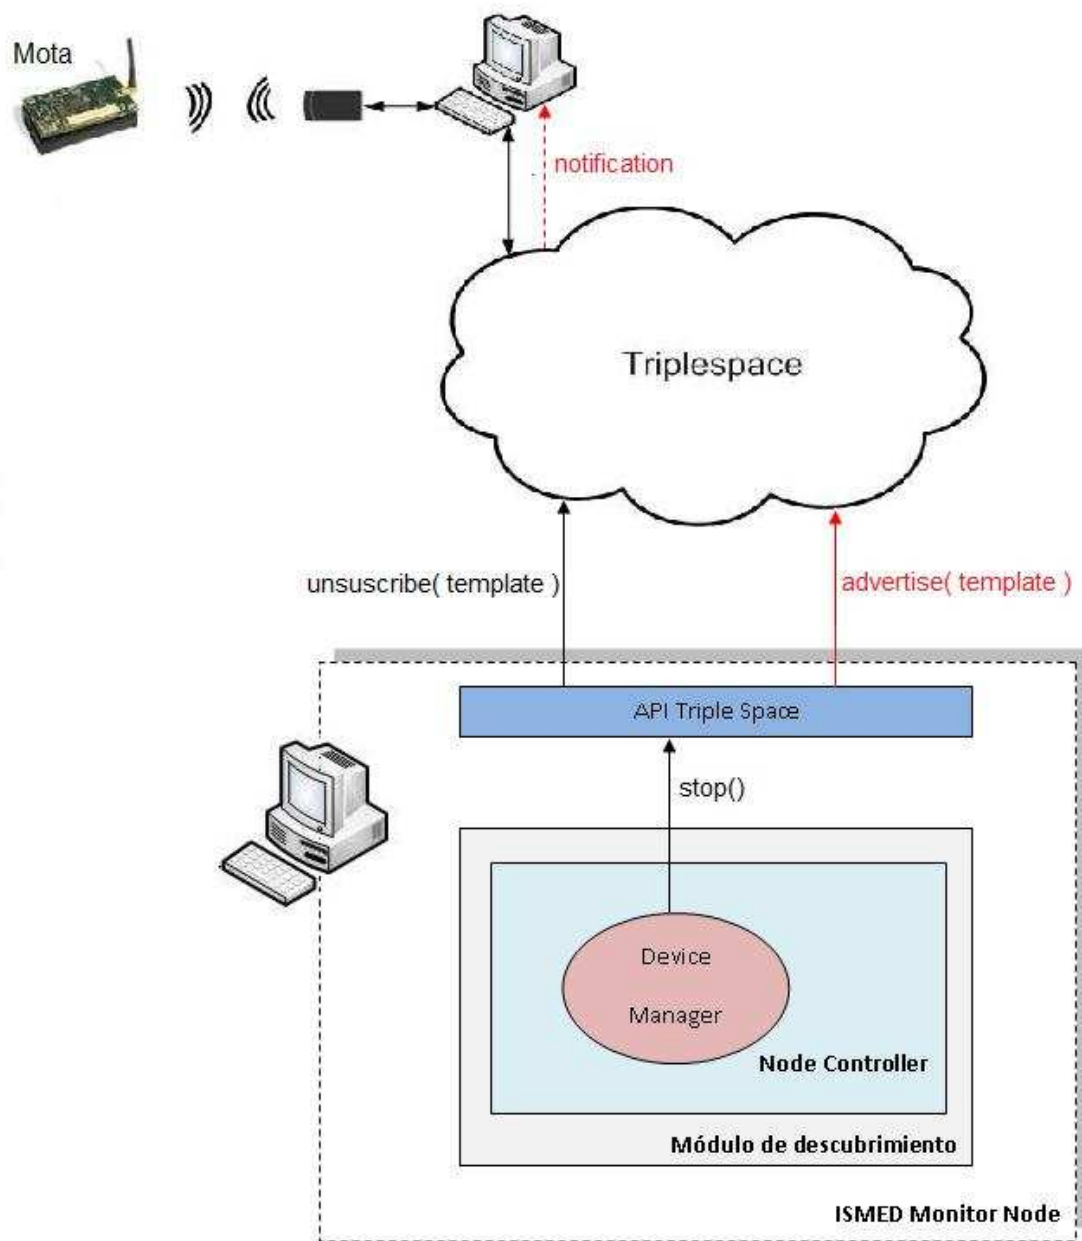 Mota
notification
Triplespace
unsuscribe( template )
advertise( template )
API Triple Space
stop()
Device
Manager
Node Controller
Módulo de descubrimiento
ISMED Monitor Node